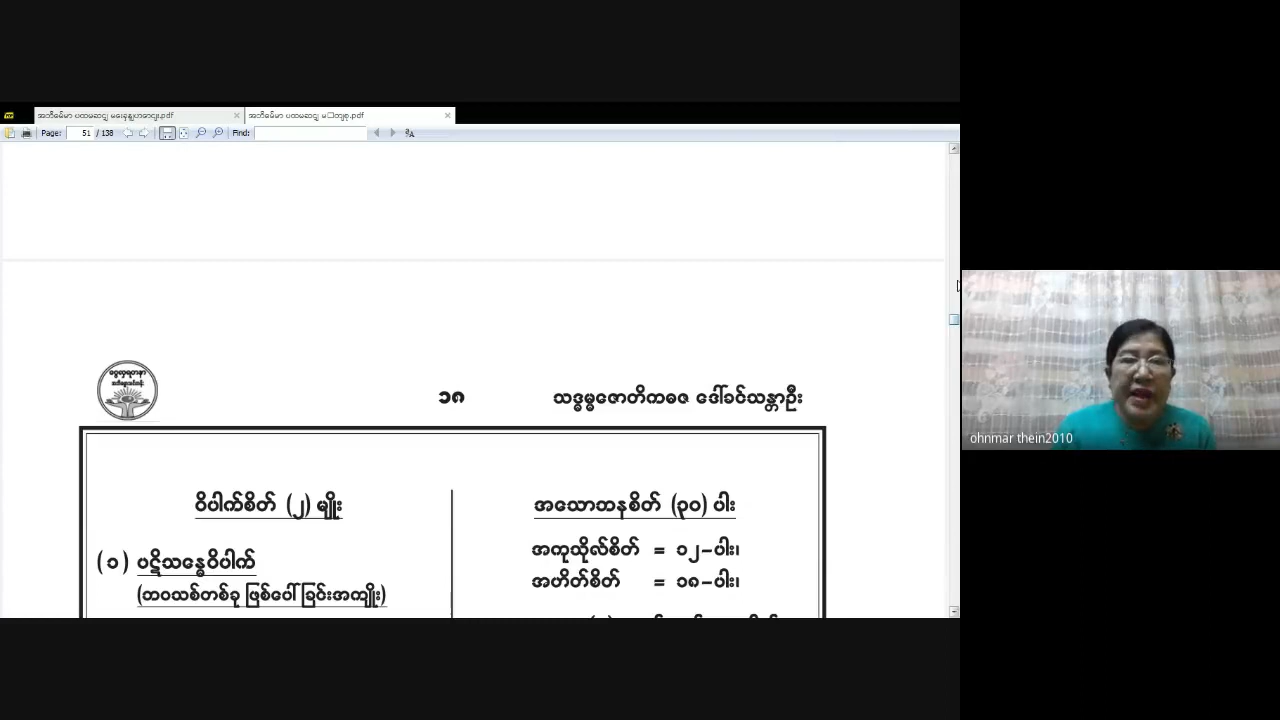 Page: 51 / 138 Find:
၁၈ သဒ္ဓမ္မဇောတိကဓဇ ဒေါ်ခင်သန္တာဦး
ဝိပါက်စိတ် (၂) မျိုး
(၁) ပဋိသန္ဓေဝိပါက်
(ဘဝသစ်တစ်ခု ဖြစ်ပေါ်ခြင်းအကျိုး)
အသောဘနစိတ် (၃၀) ပါး
အကုသိုလ်စိတ် = ၁၂-ပါး၊
အဟိတ်စိတ် = ၁၈-ပါး၊
ohnmar thein2010